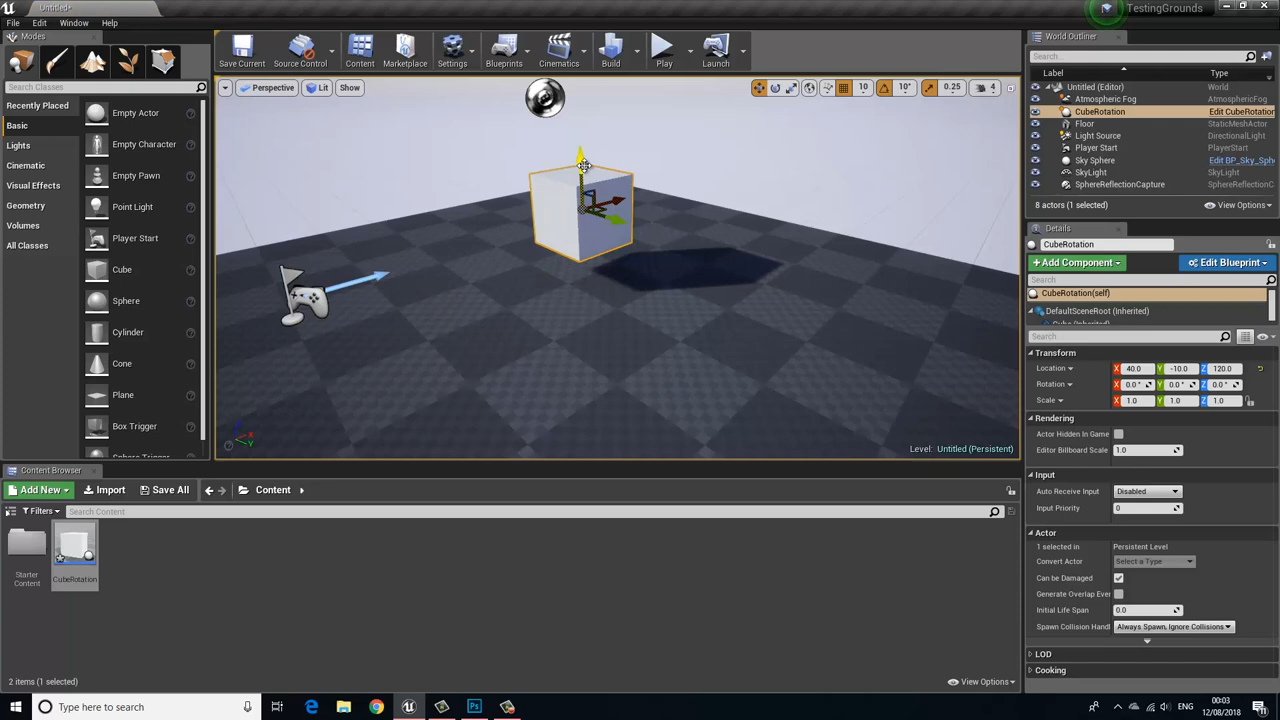 Untitled*
TestingGrounds
File Edit Window Help
Modes
Search Classes
Recently Placed
Basic
Lights
Cinematic
Visual Effects
Geometry
Volumes
All Classes
Empty Actor
Empty Character
Empty Pawn
Point Light
Player Start
Cube
Sphere
Cylinder
Cone
Plane
Box Trigger
Sphere Trigger
Save Current Source Control Content Marketplace Settings Blueprints Cinematics Build Play Launch
Perspective Lit Show
10 10° 0.25 4
Level: Untitled (Persistent)
World Outliner
Search...
Label Type
Untitled (Editor) World
Atmospheric Fog AtmosphericFog
CubeRotation Edit CubeRotation
Floor StaticMeshActor
Light Source DirectionalLight
Player Start PlayerStart
Sky Sphere Edit BP_Sky_Sph
SkyLight SkyLight
SphereReflectionCapture SphereReflectionC
8 actors (1 selected) View Options
Details
CubeRotation
+ Add Component Edit Blueprint
Search
CubeRotation(self)
DefaultSceneRoot (Inherited)
Cube (Inherited)
Search
Transform
Location X 40.0 Y -10.0 Z 120.0
Rotation X 0.0 ° Y 0.0 ° Z 0.0 °
Scale X 1.0 Y 1.0 Z 1.0
Rendering
Actor Hidden In Game
Editor Billboard Scale 1.0
Input
Auto Receive Input Disabled
Input Priority 0
Actor
1 selected in Persistent Level
Convert Actor Select a Type
Can be Damaged
Generate Overlap Eve
Initial Life Span 0.0
Spawn Collision Handl Always Spawn, Ignore Collisions
LOD
Cooking
Content Browser
Add New Import Save All Content
Filters Search Content
Starter
Content
CubeRotation
2 items (1 selected) View Options
Type here to search
00:03
12/08/2018